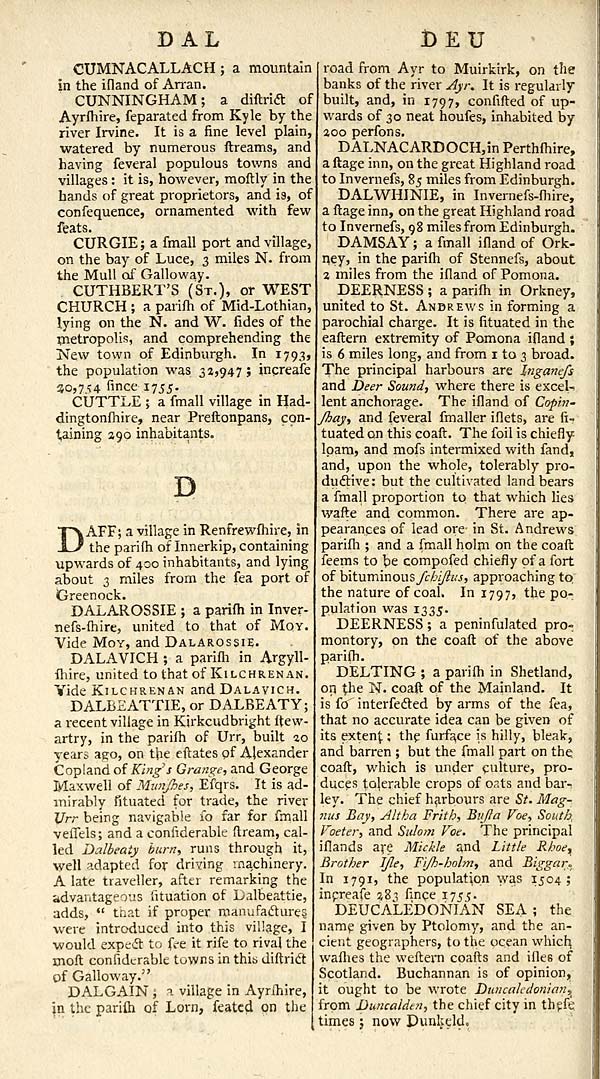 DAL
CUMNACALLACH ; a mountain
in the iſland of Arran.
CUNNINGHAM ; a diſtrict of
Ayrſhire, ſeparated from Kyle by the
river Irvine. It is a fine level plain,
watered by numerous ſtreams, and
having ſeveral populous towns and
villages : it is, however, moſtly in the
hands of great proprietors, and is, of
conſequence, ornamented with few
ſeats.
CURGIE; a ſmall port and village,
on the bay of Luce, 3 miles N. from
the Mull of Galloway.
CUTHBERT'S (ST.), or WEST
CHURCH ; a pariſh of Mid-Lothian,
lying on the N. and W. ſides of the
metropolis, and comprehending the
New town of Edinburgh. In 1793,
the population was 32,947 ; increaſe
20,754 ſince 1755.
CUTTLE ; a ſmall village in Had-
dingtonſhire, near Preſtonpans, con-
taining 290 inhabitants.
D
DAFF; a village in Renfrewſhire, in
the pariſh of Innerkip, containing
upwards of 400 inhabitants, and lying
about 3 miles from the ſea port of
Greenock.
DALAROSSIE ; a pariſh in Inver-
neſs-ſhire, united to that of MOY.
Vide MOY, and DALAROSSIE.
DALAVICH ; a pariſh in Argyll-
ſhire, united to that of KILCHRENAN.
Vide KILCHRENAN and DALAVICH.
DALBEATTIE, or DALBEATY;
a recent village in Kirkcudbright ſtew-
artry, in the pariſh of Urr, built 20
years ago, on the eſtates of Alexander
Copland of King's Grange, and George
Maxwell of Munſhes, Eſqrs. It is ad-
mirably ſituated for trade, the river
Urr being navigable ſo far for ſmall
veſſels; and a conſiderable ſtream, cal-
led Dalbeaty burn, runs through it,
well adapted for driving machinery.
A late traveller, after remarking the
advantageous ſituation of Dalbeattie,
adds, " that if proper manufactures
were introduced into this village, I
would expect to ſee it riſe to rival the
moſt conſiderable towns in this diſtrict
of Galloway."
DALGAIN ; a village in Ayrſhire,
in the pariſh of Lorn, ſeated on the
DEU
road from Ayr to Muirkirk, on the
banks of the river Ayr. It is regularly
built, and, in 1797, conſiſted of up-
wards of 30 neat houſes, inhabited by
200 perſons.
DALNACARDOCH, in Perthſhire,
a ſtage inn, on the great Highland road
to Inverneſs, 85 miles from Edinburgh.
DALWHINIE, in Inverneſs-ſhire,
a ſtage inn, on the great Highland road
to Inverneſs, 98 miles from Edinburgh.
DAMSAY; a ſmall iſland of Ork-
ney, in the pariſh of Stenneſs, about
2 miles from the iſland of Pomona.
DEERNESS ; a pariſh in Orkney,
united to St. ANDREWS in forming a
parochial charge. It is ſituated in the
eaſtern extremity of Pomona iſland ;
is 6 miles long, and from 1 to 3 broad.
The principal harbours are Inganeſs
and Deer Sound, where there is excel-
lent anchorage. The iſland of Copin-
ſhay, and ſeveral ſmaller iſlets, are ſi-
tuated on this coaſt. The ſoil is chiefly
loam, and moſs intermixed with ſand,
and, upon the whole, tolerably pro-
ductive: but the cultivated land bears
a ſmall proportion to that which lies
waſte and common. There are ap-
pearances of lead ore in St. Andrews
pariſh ; and a ſmall holm on the coaſt
ſeems to be compoſed chiefly of a ſort
of bituminous ſchiſtus, approaching to
the nature of coal. In 1797, the po-
pulation was 1335.
DEERNESS; a peninſulated pro-
montory, on the coaſt of the above
pariſh.
DELTING ; a pariſh in Shetland,
on the N. coaſt of the Mainland. It
is ſo interſected by arms of the ſea,
that no accurate idea can be given of
its extent : the ſurface is hilly, bleak,
and barren ; but the ſmall part on the
coaſt, which is under culture, pro-
duces tolerable crops of oats and bar-
ley. The chief harbours are St. Mag-
nus Bay, Altha Frith, Buſta Voe, South
Voeter, and Sulom Voe. The principal
iſlands are Mickle and Little Rhoe,
Brother Iſle, Fiſh-holm, and Biggar.
In 1791, the population was 1504 ;
increaſe 283 ſince 1755.
DEUCALEDONIAN SEA ; the
name given by Ptolomy, and the an-
cient geographers, to the ocean which
waſhes the weſtern coaſts and iſles of
Scotland. Buchannan is of opinion,
it ought to be wrote Duncaledonian,
from Duncalden, the chief city in theſe
times ; now Dunkeld.